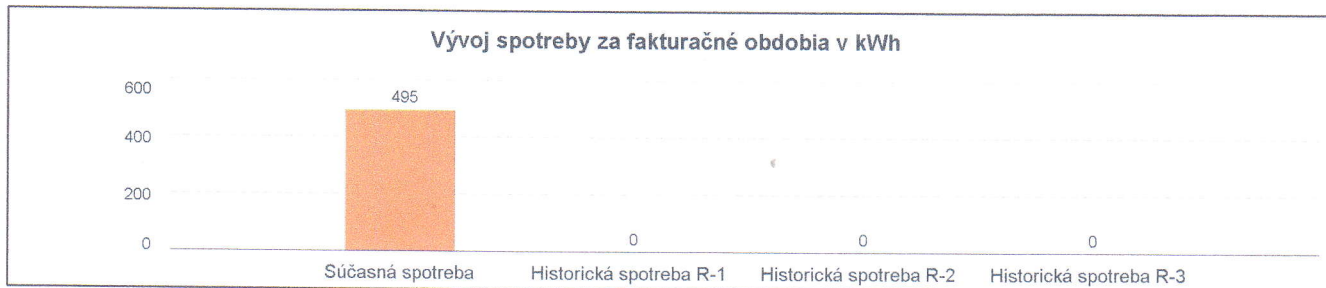 Vývoj spotreby za fakturačné obdobia v kWh
600
495
400
200
0
0
0
0
Súčasná spotreba
Historická spotreba R-1
Historická spotreba R-2
Historická spotreba R-3